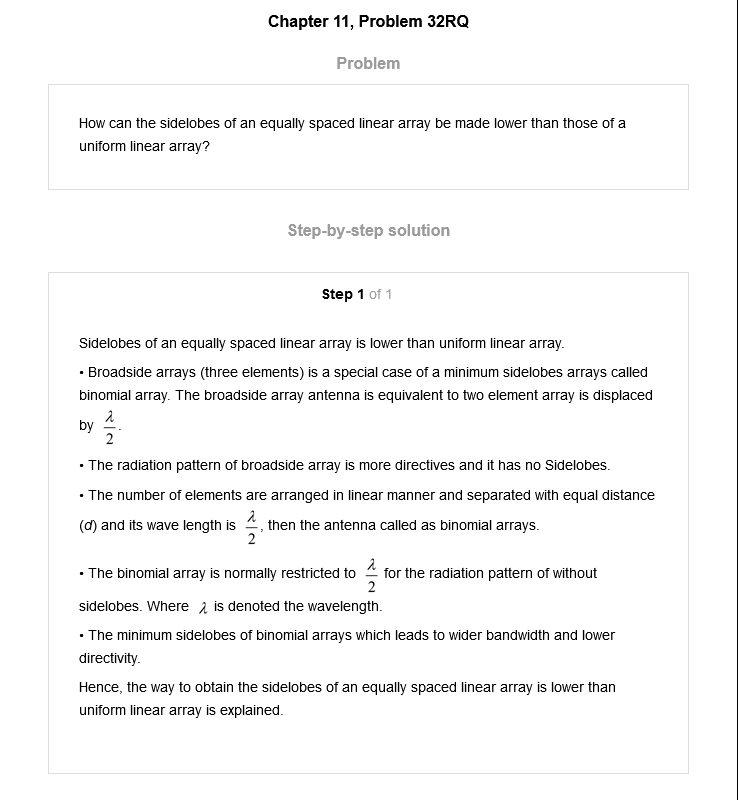 Chapter 11, Problem 32RQ
Problem
How can the sidelobes of an equally spaced linear array be made lower than those of a
uniform linear array?
Step-by-step solution
Step 1 of 1
Sidelobes of an equally spaced linear array is lower than uniform linear array.
• Broadside arrays (three elements) is a special case of a minimum sidelobes arrays called
binomial array. The broadside array antenna is equivalent to two element array is displaced
by λ/2.
• The radiation pattern of broadside array is more directives and it has no Sidelobes.
• The number of elements are arranged in linear manner and separated with equal distance
(d) and its wave length is λ/2, then the antenna called as binomial arrays.
• The binomial array is normally restricted to λ/2 for the radiation pattern of without
sidelobes. Where λ is denoted the wavelength.
• The minimum sidelobes of binomial arrays which leads to wider bandwidth and lower
directivity.
Hence, the way to obtain the sidelobes of an equally spaced linear array is lower than
uniform linear array is explained.